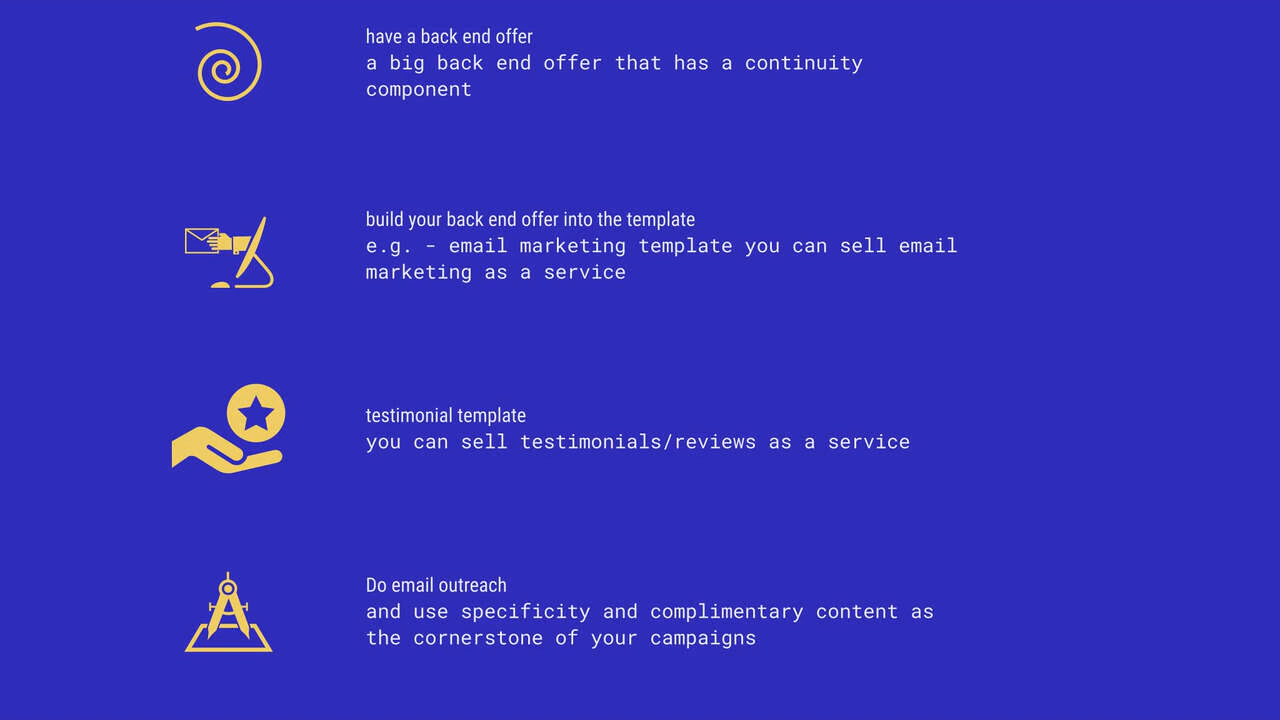 have a back end offer
a big back end offer that has a continuity
component
build your back end offer into the template
e.g. - email marketing template you can sell email
marketing as a service
testimonial template
you can sell testimonials/reviews as a service
Do email outreach
and use specificity and complimentary content as
the cornerstone of your campaigns